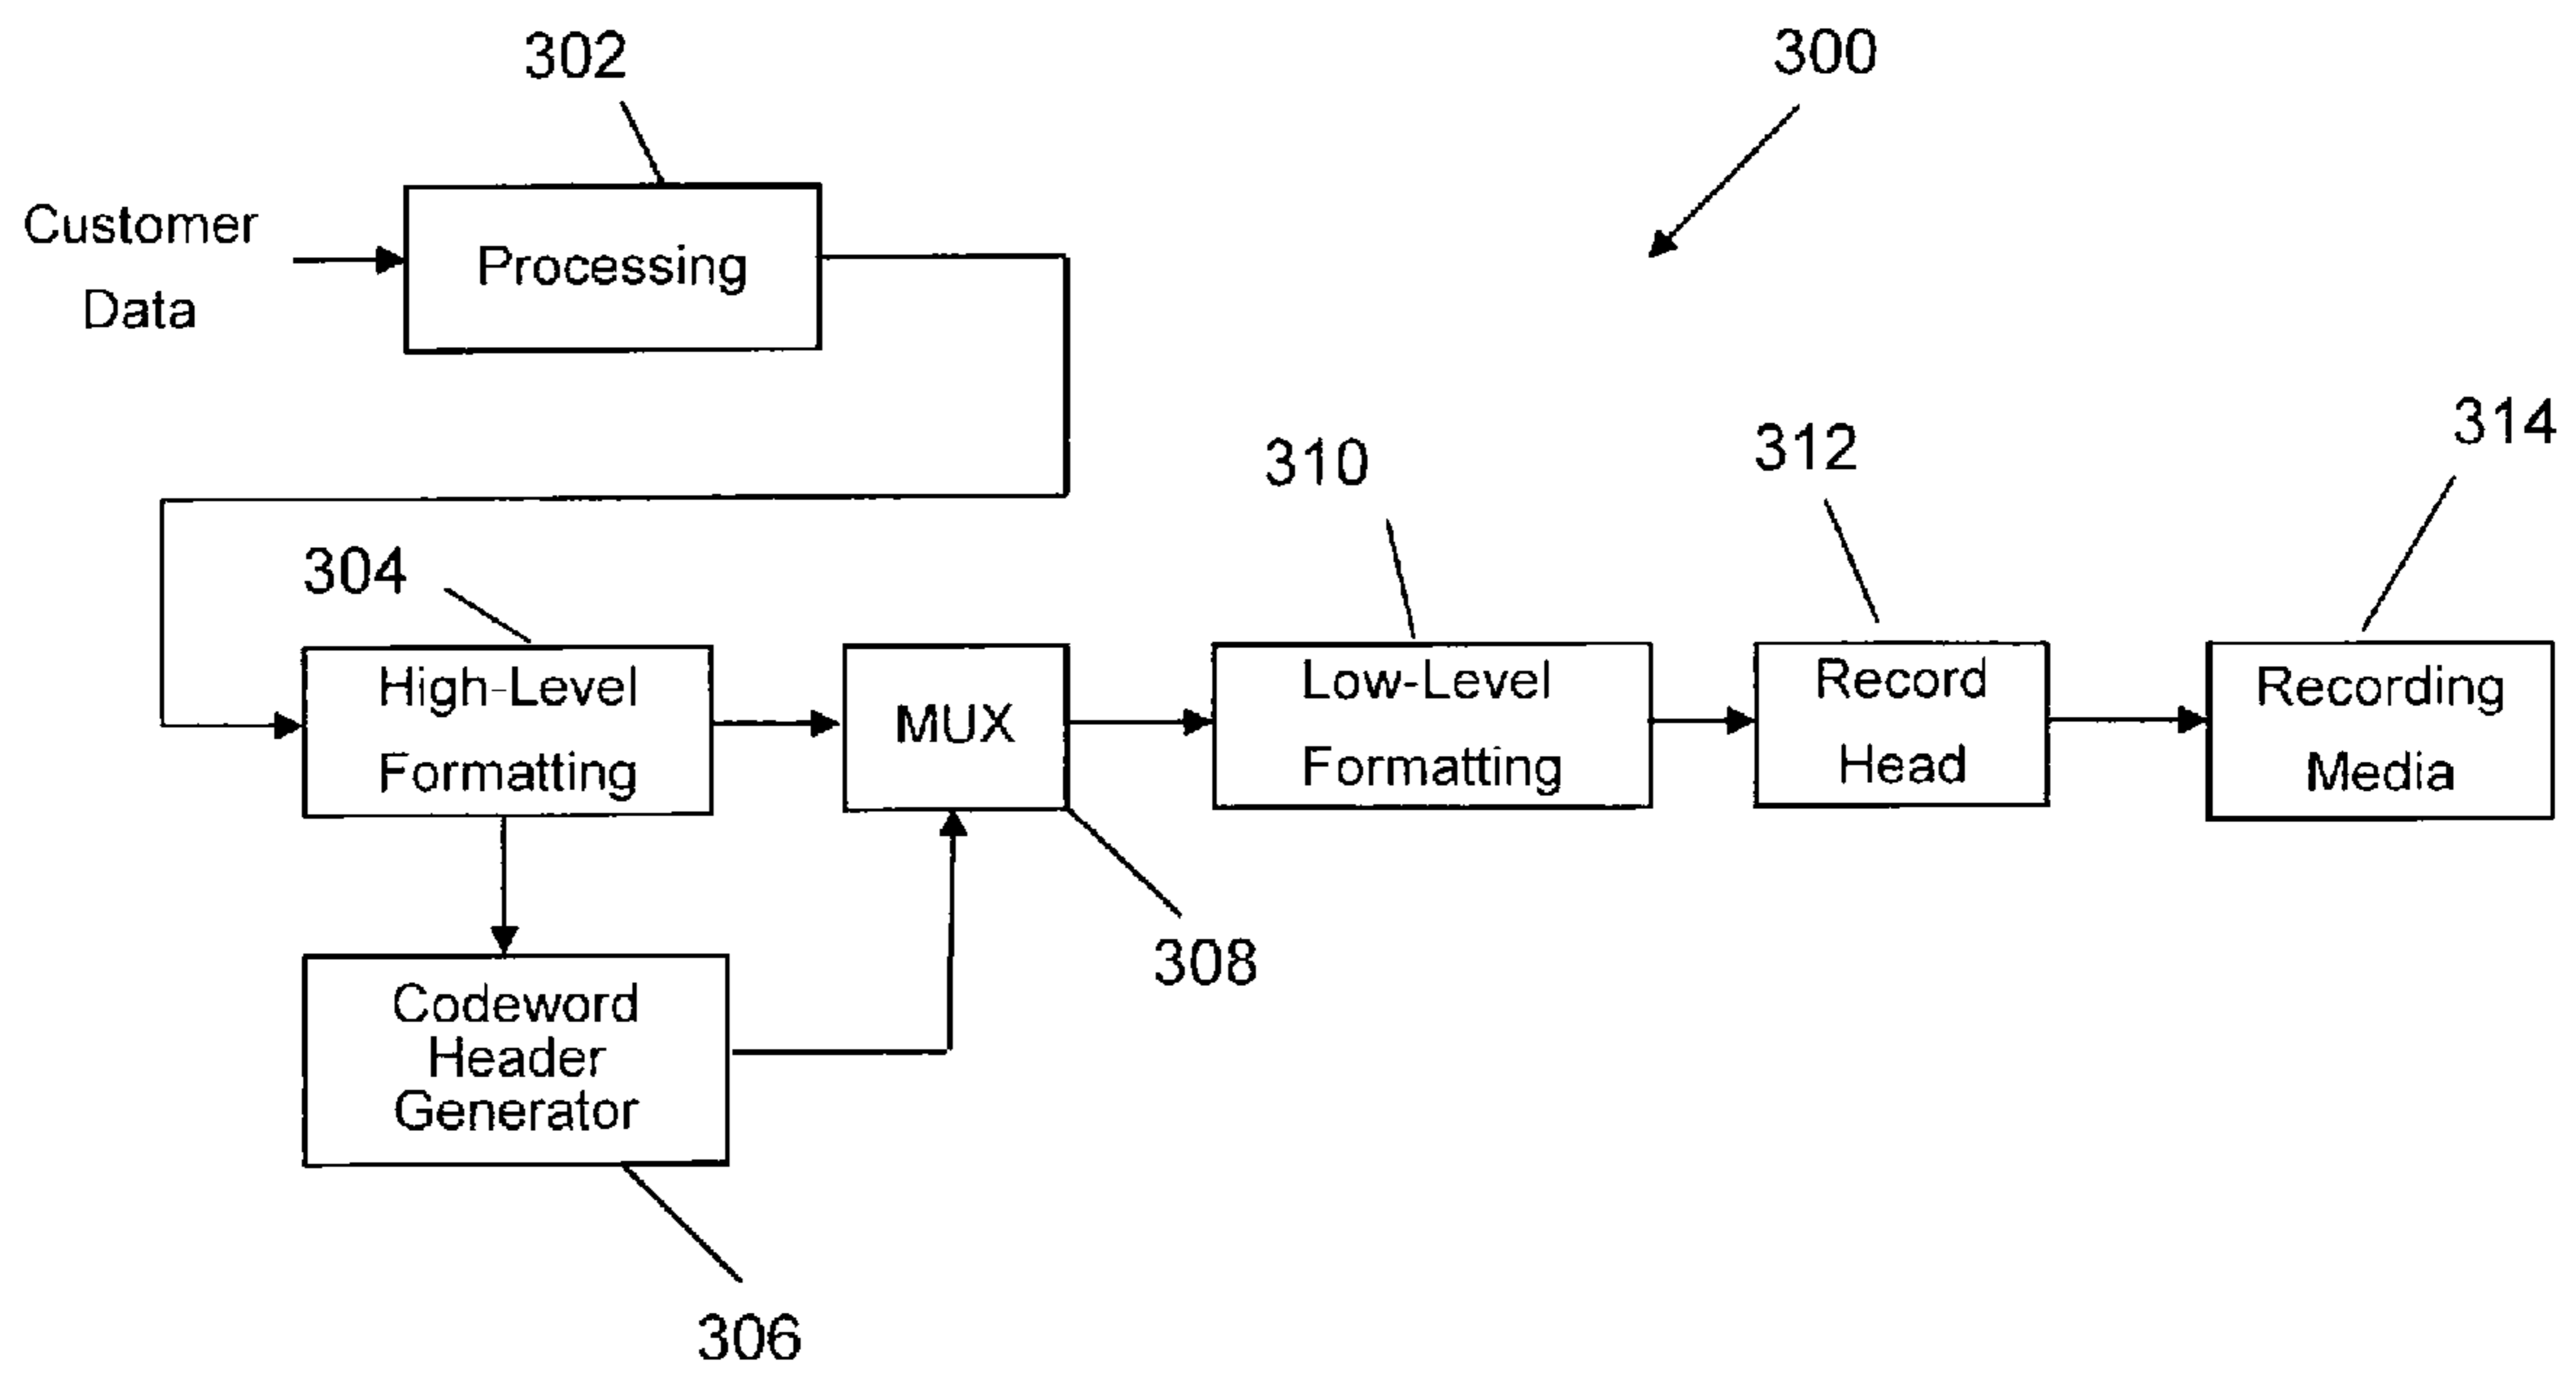 302
300
Customer
Data
Processing
304
310
312
314
High-Level
Formatting
MUX
Low-Level
Formatting
Record
Head
Recording
Media
308
Codeword
Header
Generator
306